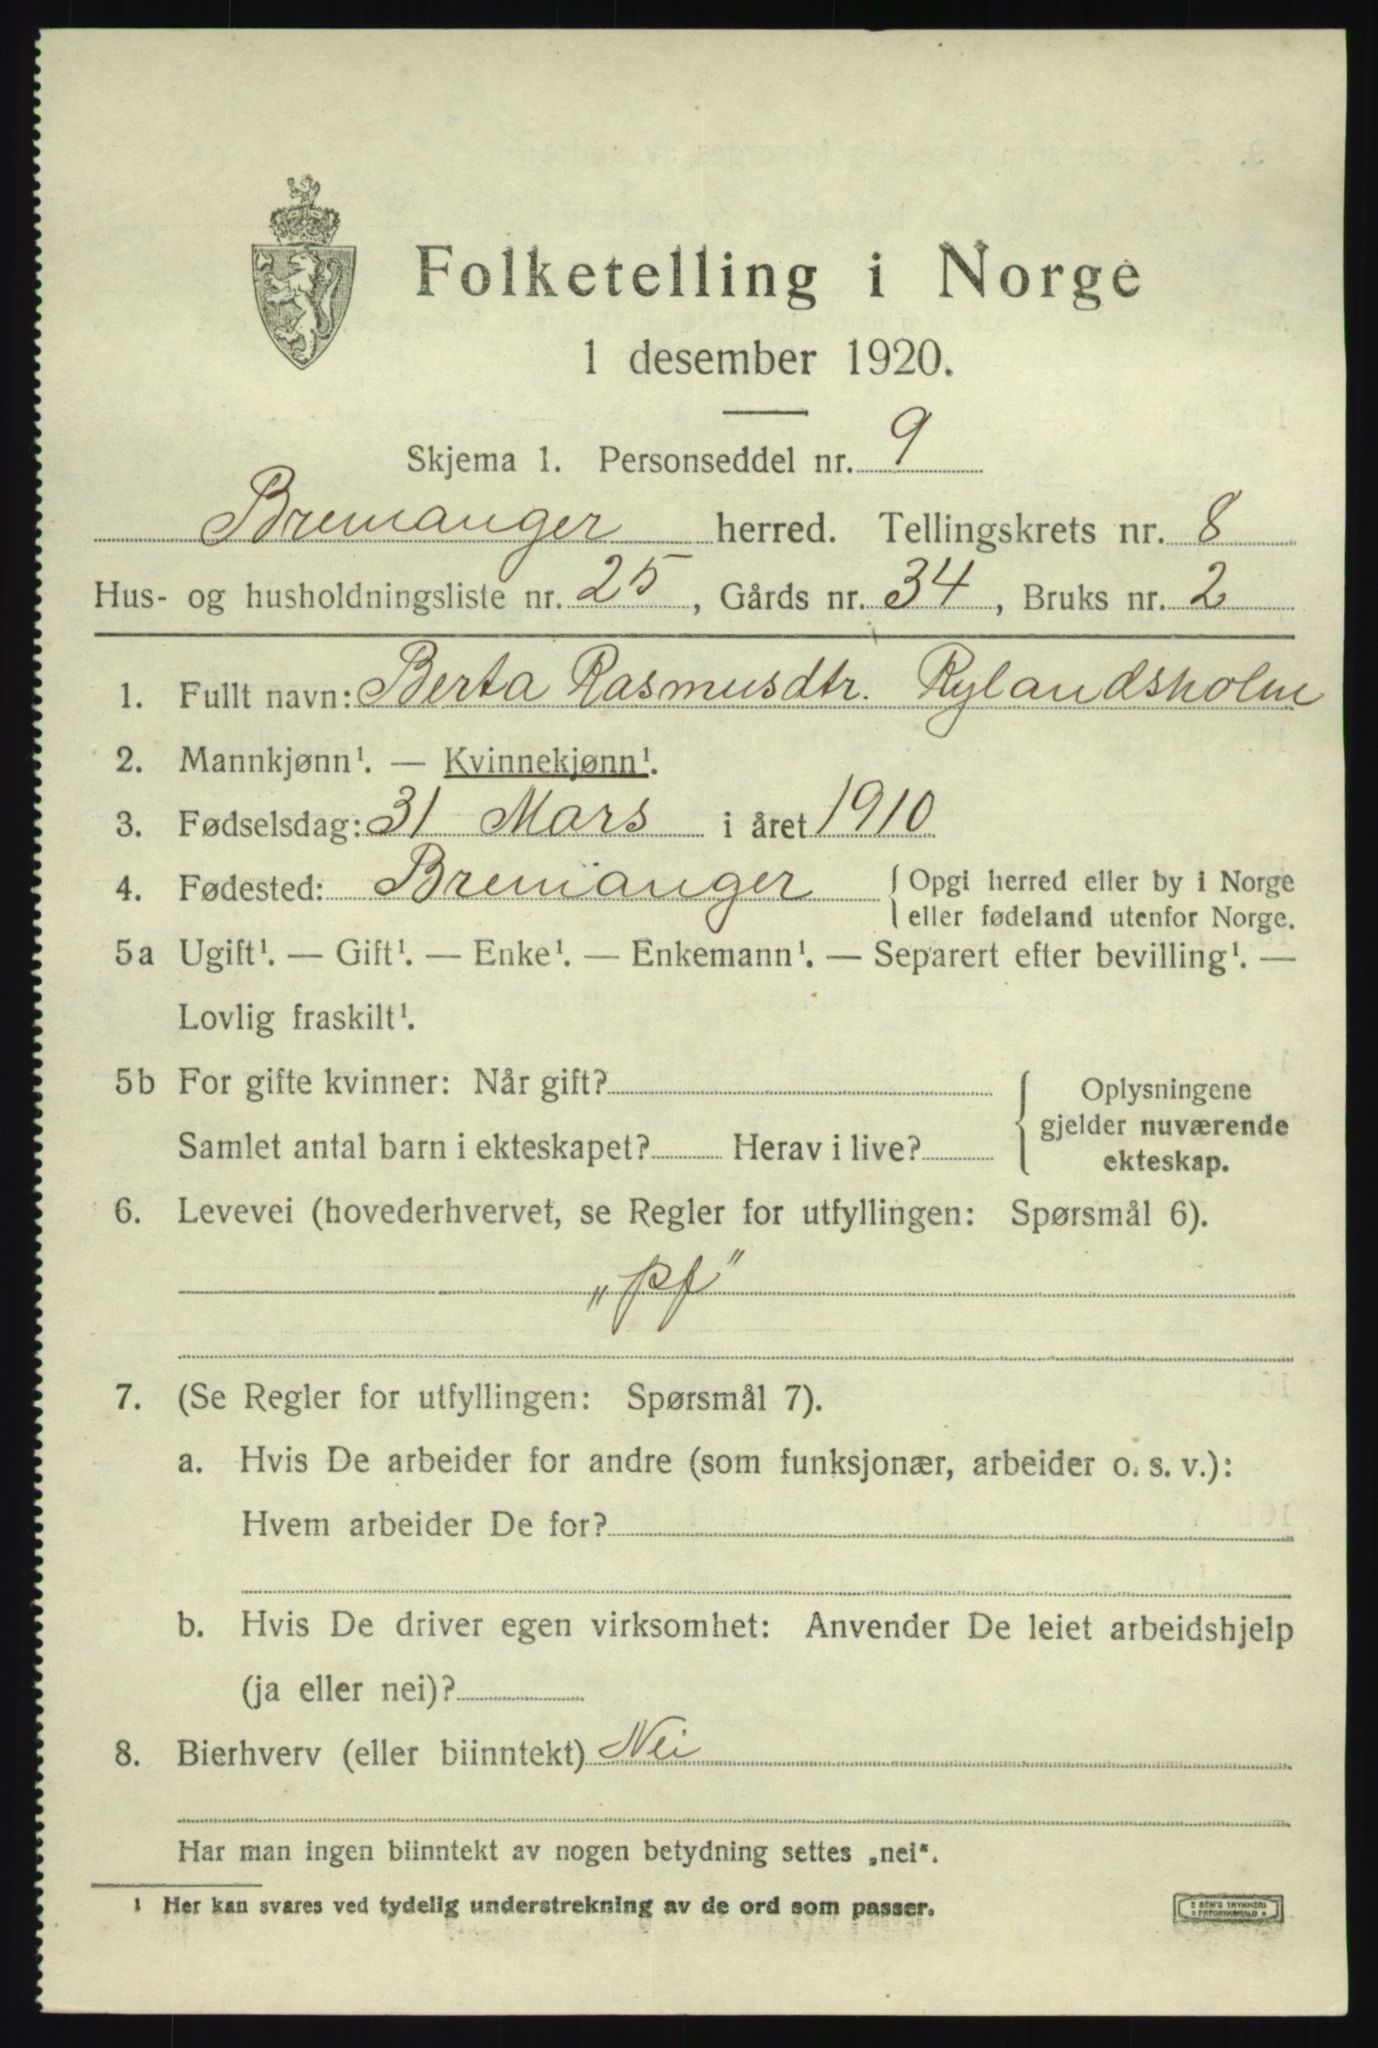 Folketelling i Norge
1 desember 1920.
Skjema 1. Personseddel nr. 9
Bremanger herred. Tellingskrets nr. 8
Hus- og husholdningsliste nr. 25, Gårds nr. 34, Bruks nr. 2
1. Fullt navn: Berta Rasmusdtr. Rylandsholm
2. Mannkjønn¹. — Kvinnekjønn¹.
3. Fødselsdag: 31 Mars i året 1910
4. Fødested: Bremanger { Opgi herred eller by i Norge
eller fødeland utenfor Norge.
5a Ugift¹. — Gift¹. — Enke¹. — Enkemann¹. — Separert efter bevilling¹. —
Lovlig fraskilt¹.
5b For gifte kvinner: Når gift? { Oplysningene
gjelder nuværende
Samlet antal barn i ekteskapet? Herav i live?
ekteskap.
6. Levevei (hovederhvervet, se Regler for utfyllingen: Spørsmål 6).
„pf"
7. (Se Regler for utfyllingen: Spørsmål 7).
a. Hvis De arbeider for andre (som funksjonær, arbeider o. s. v.):
Hvem arbeider De for?
b. Hvis De driver egen virksomhet: Anvender De leiet arbeidshjelp
(ja eller nei)?
8. Bierhverv (eller biinntekt) Nei
Har man ingen biinntekt av nogen betydning settes „nei“.
1 Her kan svares ved tydelig understrekning av de ord som passer.